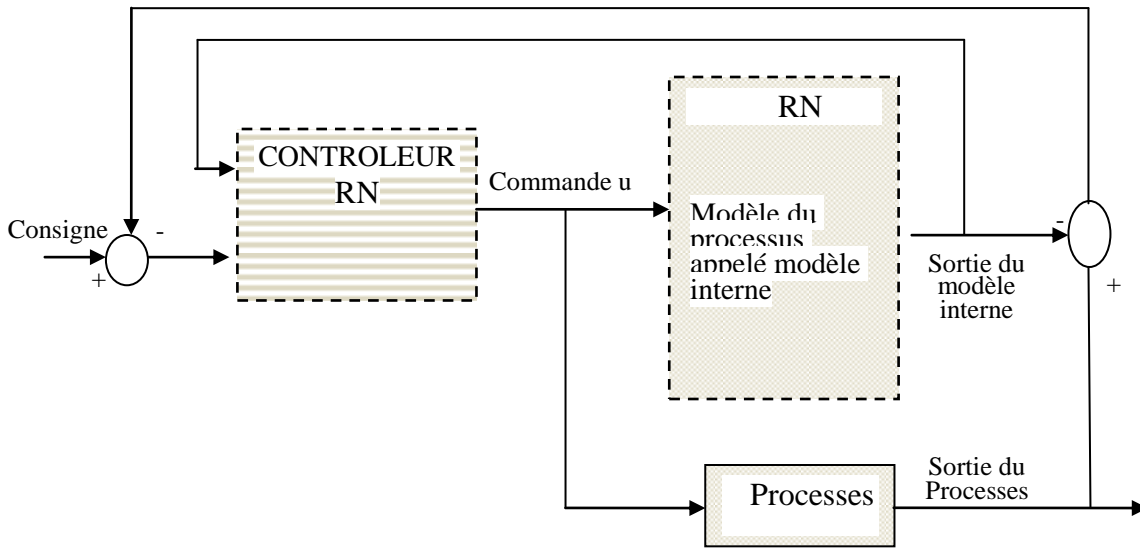 RN
CONTROLEUR
RN
Commande u
Modèle du
processus
appelé modèle
interne
Consigne
-
+
-
+
Sortie du
modèle
interne
Processes
Sortie du
Processes